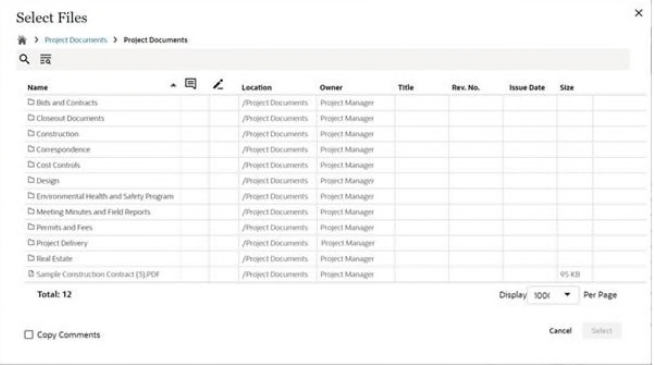 Select Files
Project Documents > Project Documents
Name Location Owner Title Rev. No. Issue Date Size
Bids and Contracts /Project Documents Project Manager
Closeout Documents /Project Documents Project Manager
Construction /Project Documents Project Manager
Correspondence /Project Documents Project Manager
Cost Controls /Project Documents Project Manager
Design /Project Documents Project Manager
Environmental Health and Safety Program /Project Documents Project Manager
Meeting Minutes and Field Reports /Project Documents Project Manager
Permits and Fees /Project Documents Project Manager
Project Delivery /Project Documents Project Manager
Real Estate /Project Documents Project Manager
Sample Construction Contract (5).PDF /Project Documents Project Manager 95 KB
Total: 12 Display Per Page
Cancel Select
Copy Comments